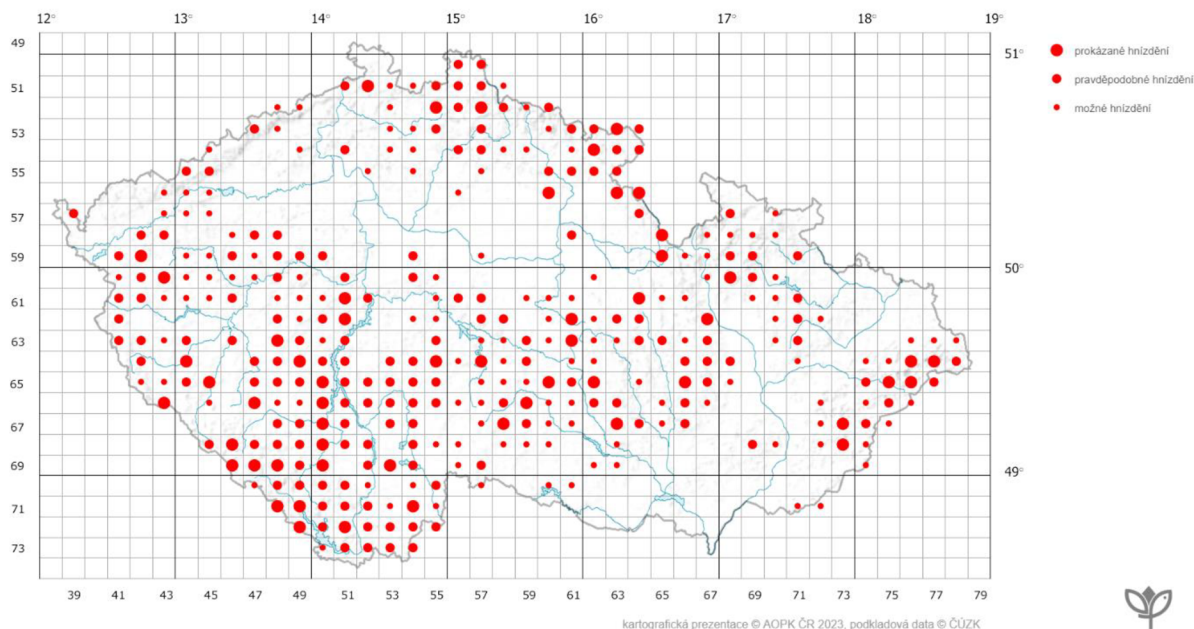 12° 13° 14° 15° 16° 17° 18° 19°
49 51°
prokázané hnízdění
51
pravděpodobné hnízdění
možné hnízdění
53
55
57
59 50°
61
63
65
67
69 49°
71
73
39 41 43 45 47 49 51 53 55 57 59 61 63 65 67 69 71 73 75 77 79
kartografická prezentace © AOPK ČR 2023, podkladová data © ČÚZK